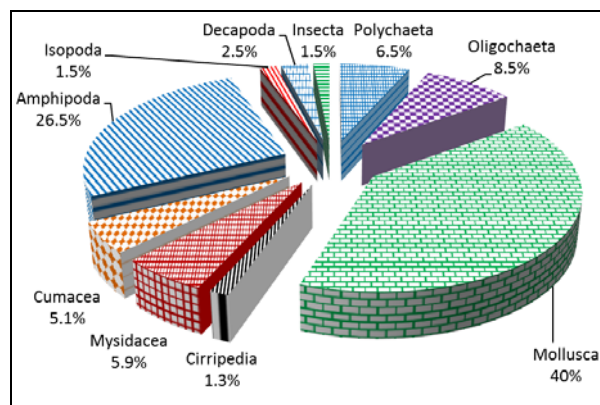 Decapoda
2.5%
Insecta
1.5%
Polychaeta
6.5%
Oligochaeta
8.5%
Isopoda
1.5%
Amphipoda
26.5%
Cumacea
5.1%
Mysidacea
5.9%
Cirripedia
1.3%
Mollusca
40%